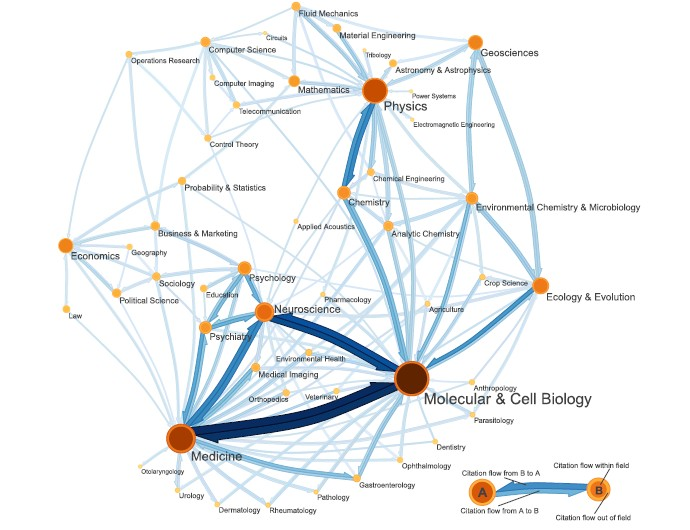 Fluid Mechanics
Circuits
Material Engineering
Computer Science
Tribology
Geosciences
Operations Research
Astronomy & Astrophysics
Computer Imaging
Mathematics
Physics
Power Systems
Telecommunication
Electromagnetic Engineering
Control Theory
Chemical Engineering
Probability & Statistics
Chemistry
Environmental Chemistry & Microbiology
Applied Acoustics
Business & Marketing
Analytic Chemistry
Economics
Geography
Psychology
Sociology
Crop Science
Education
Political Science
Pharmacology
Ecology & Evolution
Law
Neuroscience
Agriculture
Psychiatry
Environmental Health
Medical Imaging
Anthropology
Orthopedics
Veterinary
Molecular & Cell Biology
Parasitology
Medicine
Dentistry
Otolaryngology
Ophthalmology
Gastroenterology
Urology
Pathology
Dermatology
Rheumatology
Citation flow from B to A
Citation flow within field
A
B
Citation flow from A to B
Citation flow out of field